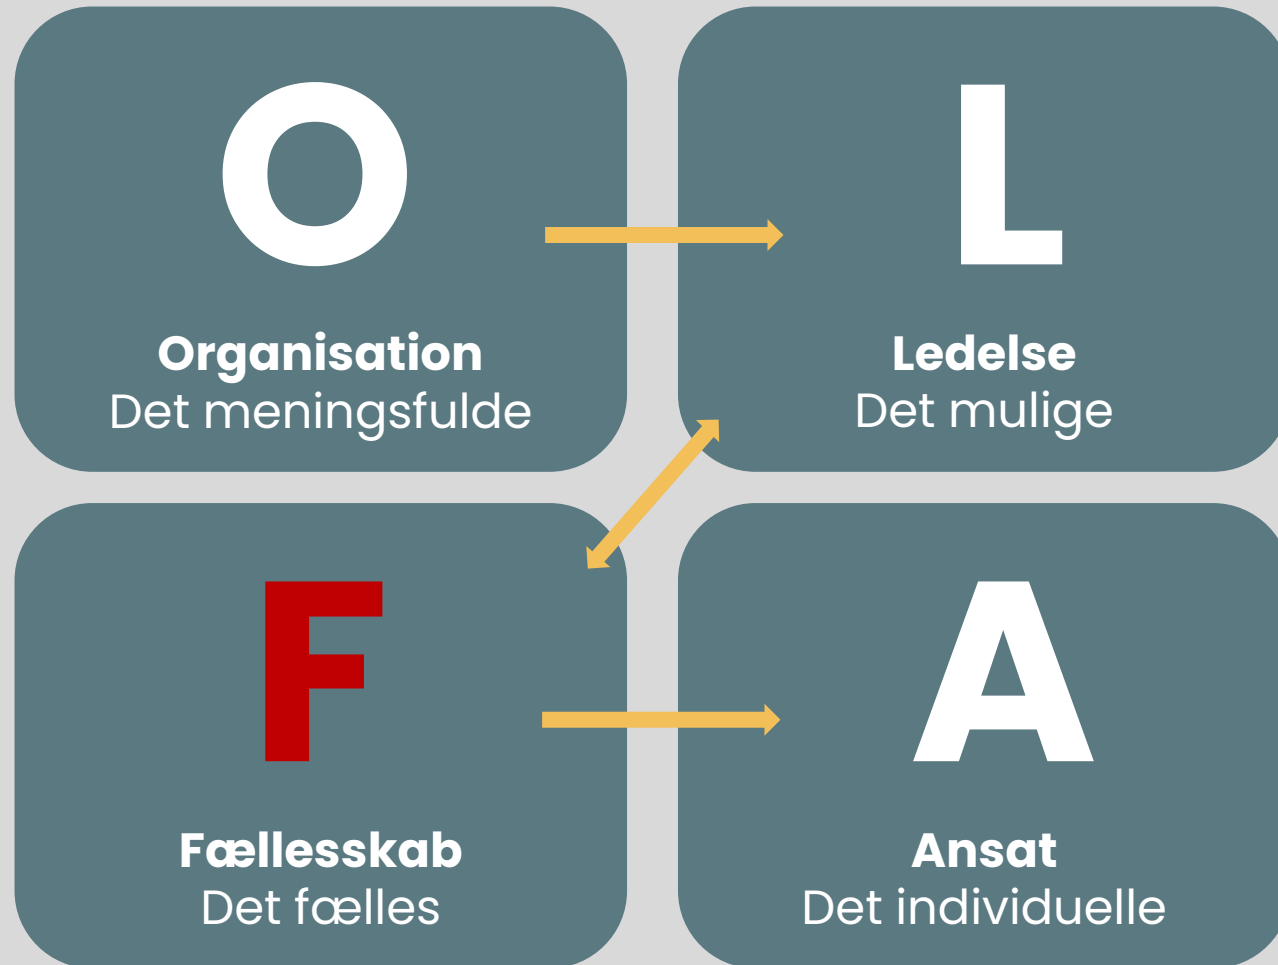 O
Organisation
Det meningsfulde
L
Ledelse
Det mulige
F
Fællesskab
Det fælles
A
Ansat
Det individuelle